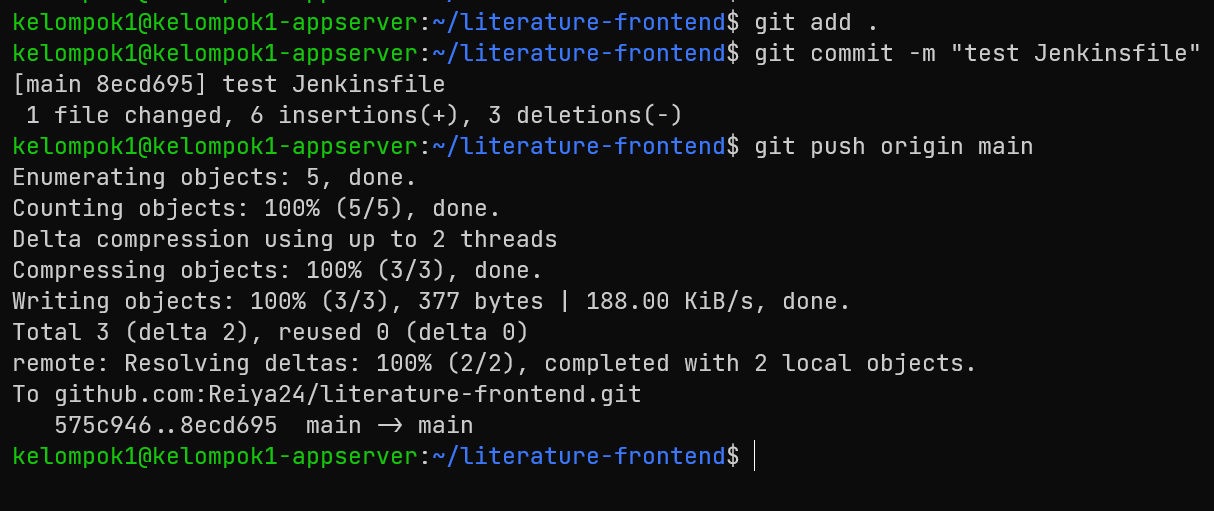 kelompok1@kelompok1-appserver:~/literature-frontend$ git add .
kelompok1@kelompok1-appserver:~/literature-frontend$ git commit -m "test Jenkinsfile"
[main 8ecd695] test Jenkinsfile
 1 file changed, 6 insertions(+), 3 deletions(-)
kelompok1@kelompok1-appserver:~/literature-frontend$ git push origin main
Enumerating objects: 5, done.
Counting objects: 100% (5/5), done.
Delta compression using up to 2 threads
Compressing objects: 100% (3/3), done.
Writing objects: 100% (3/3), 377 bytes | 188.00 KiB/s, done.
Total 3 (delta 2), reused 0 (delta 0)
remote: Resolving deltas: 100% (2/2), completed with 2 local objects.
To github.com:Reiya24/literature-frontend.git
   575c946..8ecd695  main -> main
kelompok1@kelompok1-appserver:~/literature-frontend$